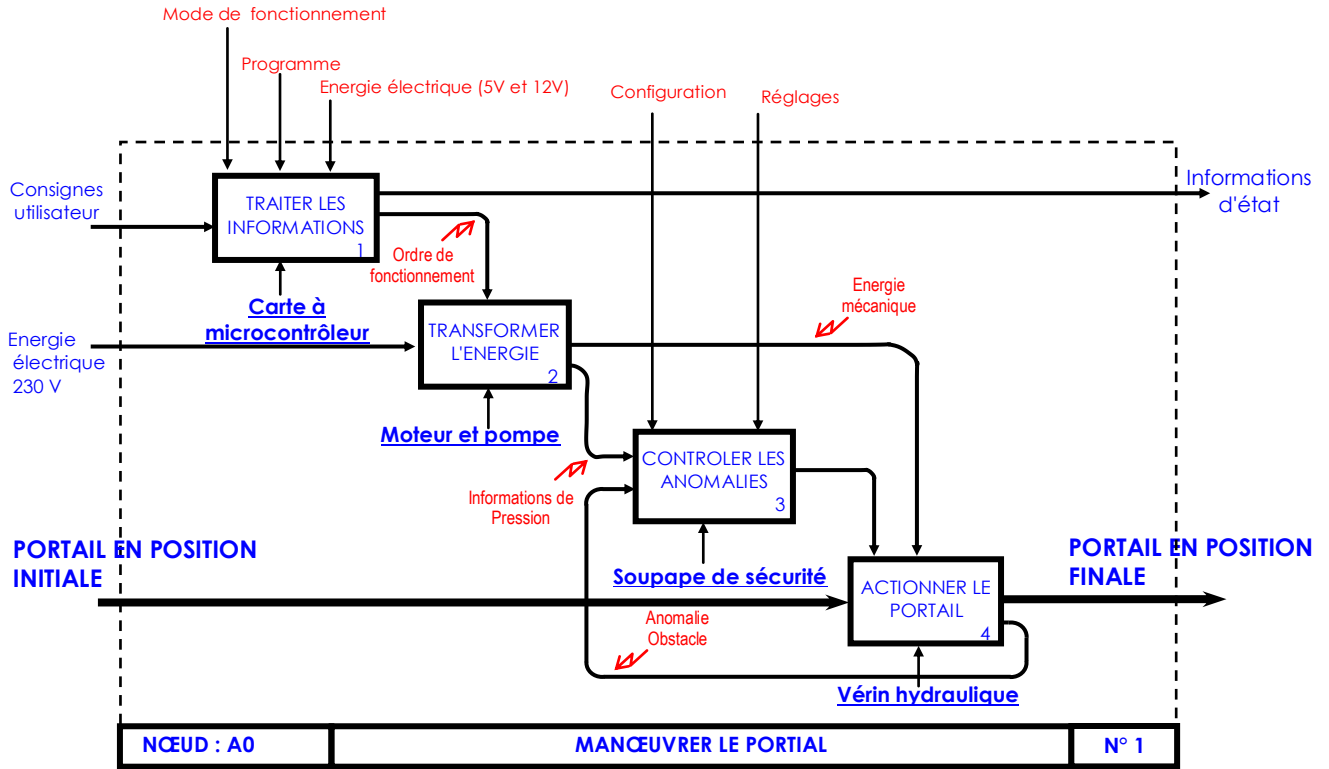 Mode de fonctionnement
Programme
Energie électrique (5V et 12V)
Configuration
Réglages
Consignes
utilisateur
TRAITER LES
INFORMATIONS
1
Informations
d'état
Ordre de
fonctionnement
Carte à
microcontrôleur
Energie
électrique
230 V
TRANSFORMER
L'ENERGIE
2
Energie
mécanique
Moteur et pompe
CONTROLER LES
ANOMALIES
3
Informations de
Pression
Soupape de sécurité
PORTAIL EN POSITION
INITIALE
PORTAIL EN POSITION
FINALE
ACTIONNER LE
PORTAIL
4
Anomalie
Obstacle
Vérin hydraulique
NŒUD : A0
MANŒUVRER LE PORTIAL
N° 1